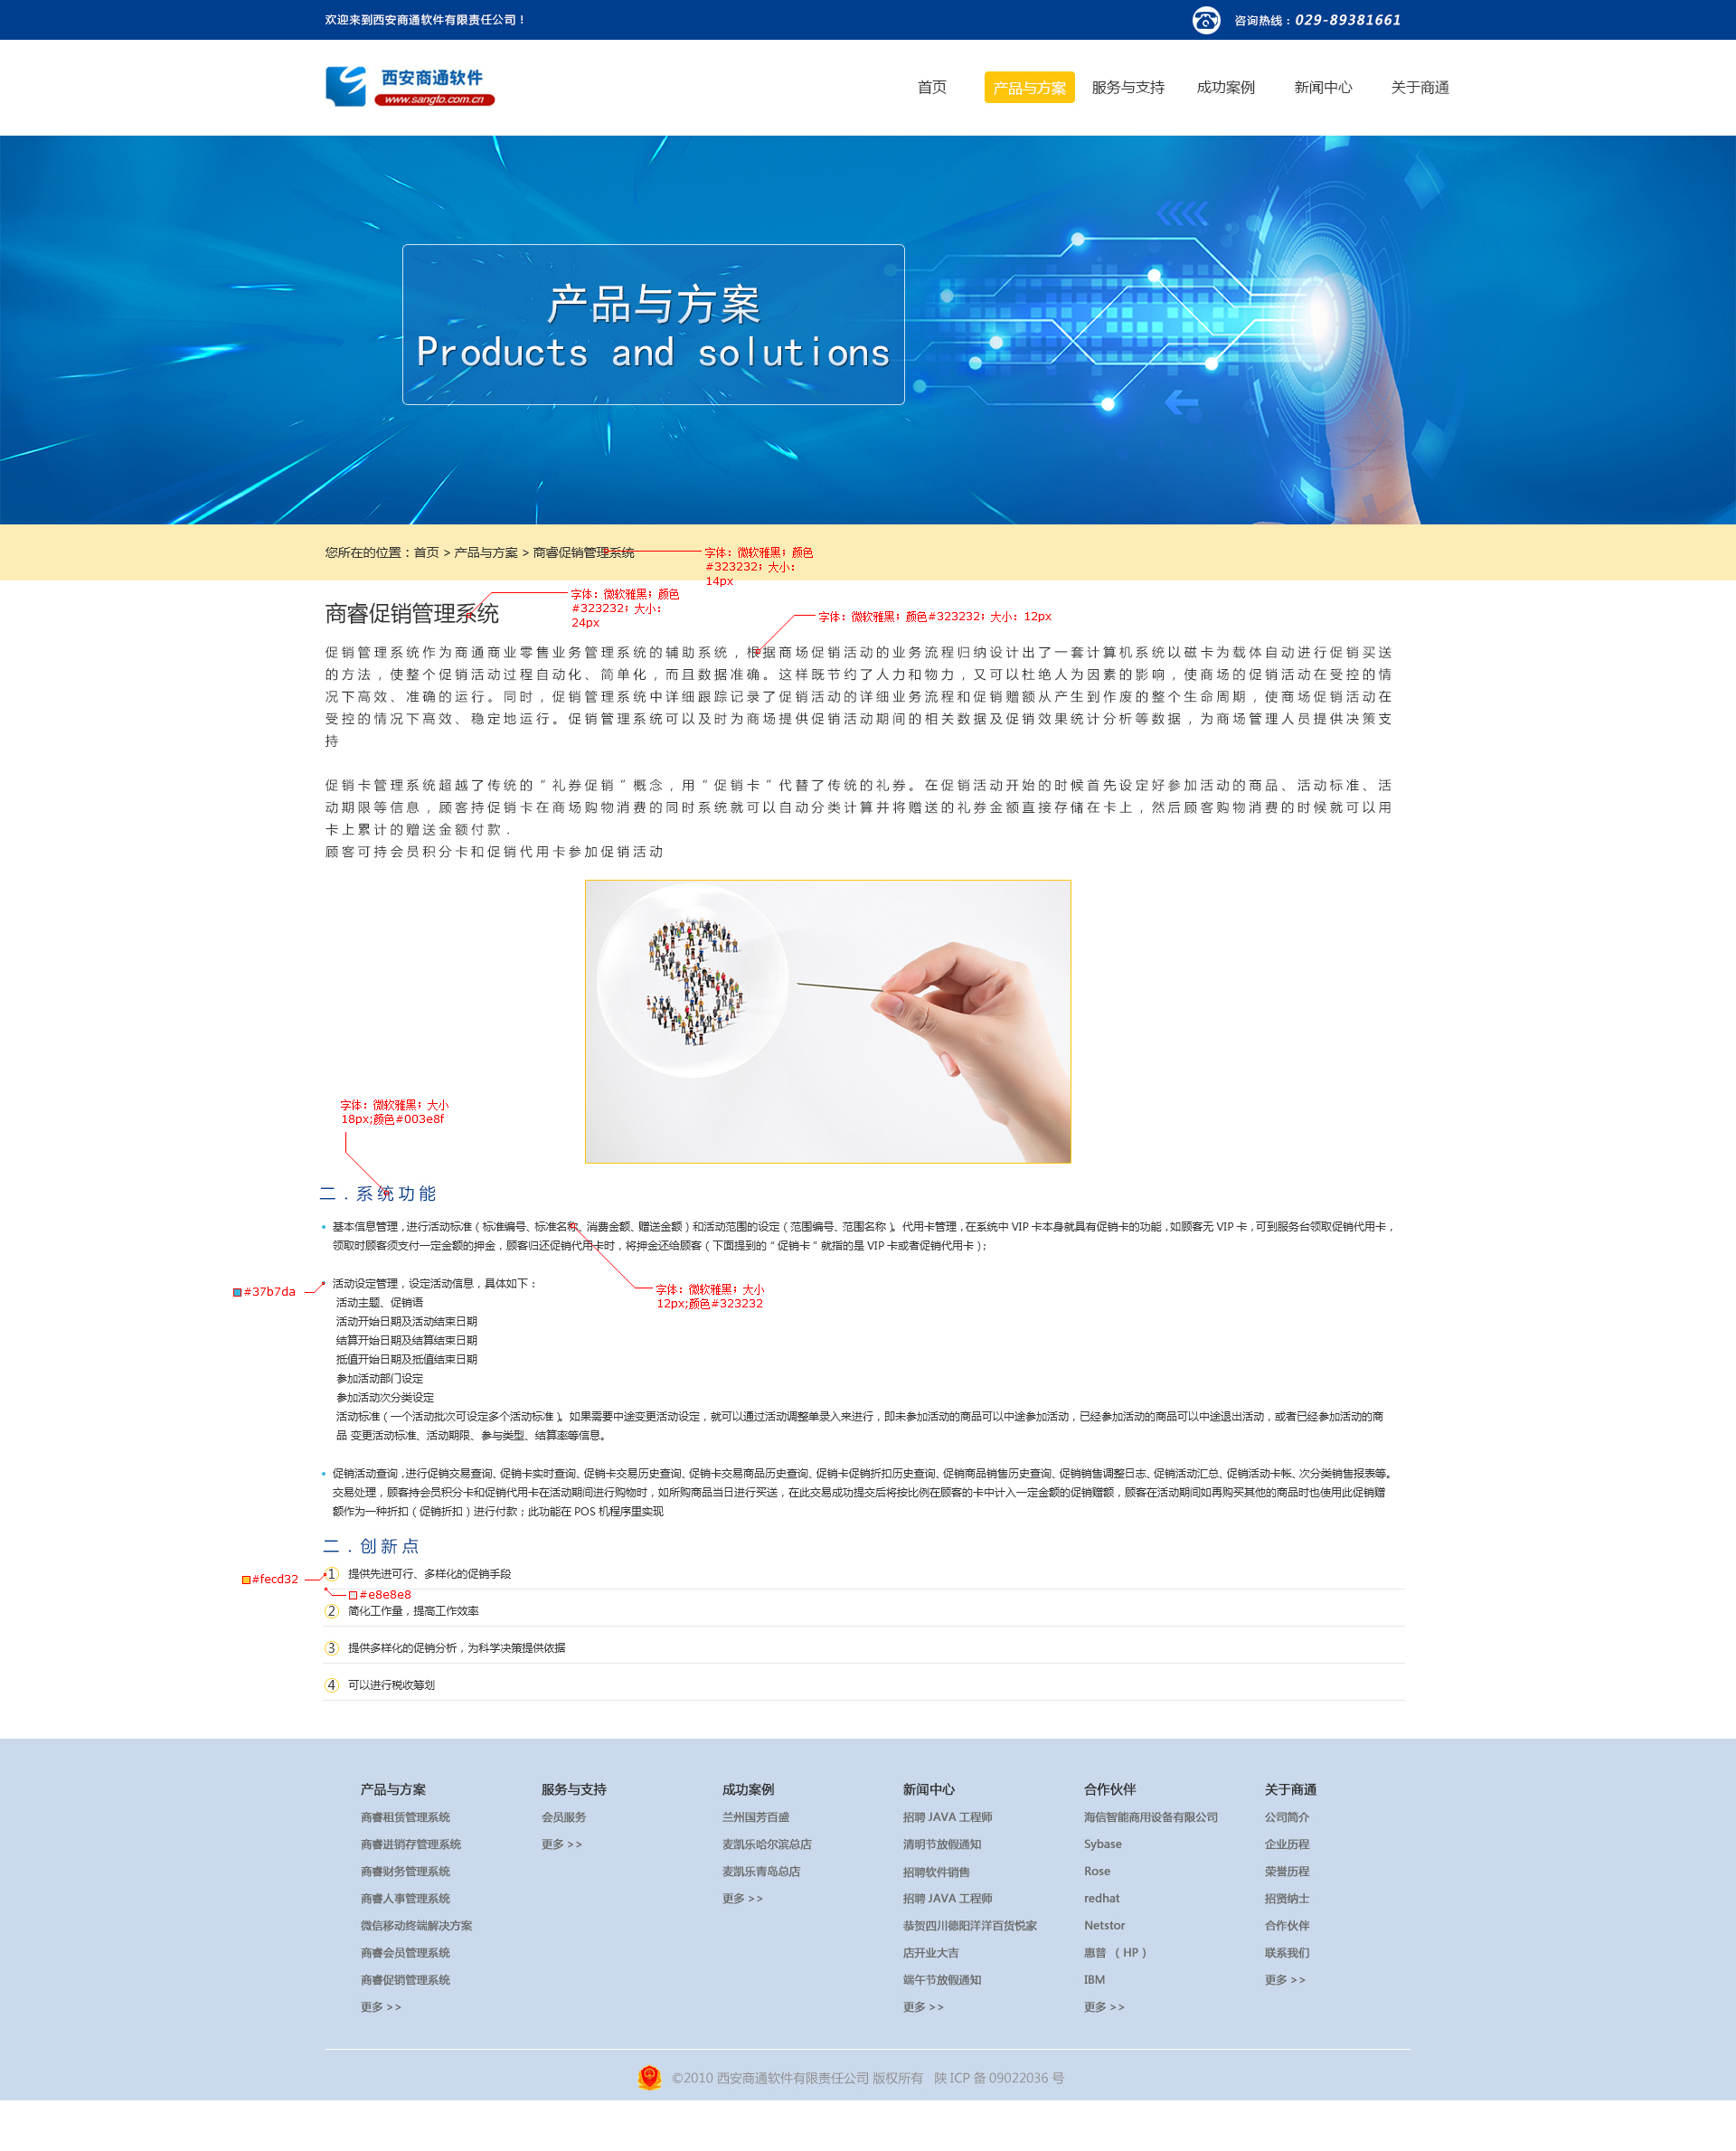 欢迎来到西安商通软件有限责任公司！
咨询热线：029-89381661
西安商通软件
www.sangto.com.cn
首页 产品与方案 服务与支持 成功案例 新闻中心 关于商通
产品与方案
Products and solutions
您所在的位置：首页 > 产品与方案 > 商睿促销管理系统
字体：微软雅黑；颜色
#323232；大小：
14px
商睿促销管理系统
字体：微软雅黑；颜色
#323232；大小：
24px
字体：微软雅黑；颜色#323232；大小：12px
促销管理系统作为商通商业零售业务管理系统的辅助系统，根据商场促销活动的业务流程归纳设计出了一套计算机系统以磁卡为载体自动进行促销买送
的方法，使整个促销活动过程自动化、简单化，而且数据准确。这样既节约了人力和物力，又可以杜绝人为因素的影响，使商场的促销活动在受控的情
况下高效、准确的运行。同时，促销管理系统中详细跟踪记录了促销活动的详细业务流程和促销赠额从产生到作废的整个生命周期，使商场促销活动在
受控的情况下高效、稳定地运行。促销管理系统可以及时为商场提供促销活动期间的相关数据及促销效果统计分析等数据，为商场管理人员提供决策支
持
促销卡管理系统超越了传统的“礼券促销”概念，用“促销卡”代替了传统的礼券。在促销活动开始的时候首先设定好参加活动的商品、活动标准、活
动期限等信息，顾客持促销卡在商场购物消费的同时系统就可以自动分类计算并将赠送的礼券金额直接存储在卡上，然后顾客购物消费的时候就可以用
卡上累计的赠送金额付款.
顾客可持会员积分卡和促销代用卡参加促销活动
字体：微软雅黑；大小
18px;颜色#003e8f
二.系统功能
基本信息管理，进行活动标准（标准编号、标准名称、消费金额、赠送金额）和活动范围的设定（范围编号、范围名称）。代用卡管理，在系统中 VIP 卡本身就具有促销卡的功能，如顾客无 VIP 卡，可到服务台领取促销代用卡，
领取时顾客须支付一定金额的押金，顾客归还促销代用卡时，将押金还给顾客（下面提到的“促销卡”就指的是 VIP 卡或者促销代用卡）；
#37b7da
活动设定管理，设定活动信息，具体如下：
字体：微软雅黑；大小
12px;颜色#323232
活动主题、促销语
活动开始日期及活动结束日期
结算开始日期及结算结束日期
抵值开始日期及抵值结束日期
参加活动部门设定
参加活动次分类设定
活动标准（一个活动批次可设定多个活动标准）。如果需要中途变更活动设定，就可以通过活动调整单录入来进行，即未参加活动的商品可以中途参加活动，已经参加活动的商品可以中途退出活动，或者已经参加活动的商
品 变更活动标准、活动期限、参与类型、结算率等信息。
促销活动查询，进行促销交易查询、促销卡实时查询、促销卡交易历史查询、促销卡交易商品历史查询、促销卡促销折扣历史查询、促销商品销售历史查询、促销销售调整日志、促销活动汇总、促销活动卡帐、次分类销售报表等。
交易处理，顾客持会员积分卡和促销代用卡在活动期间进行购物时，如所购商品当日进行买送，在此交易成功提交后将按比例在顾客的卡中计入一定金额的促销赠额，顾客在活动期间如再购买其他的商品时也使用此促销赠
额作为一种折扣（促销折扣）进行付款；此功能在 POS 机程序里实现
二.创新点
#fecd32
1 提供先进可行、多样化的促销手段
#e8e8e8
2 简化工作量，提高工作效率
3 提供多样化的促销分析，为科学决策提供依据
4 可以进行税收筹划
产品与方案 服务与支持 成功案例 新闻中心 合作伙伴 关于商通
商睿租赁管理系统 会员服务 兰州国芳百盛 招聘 JAVA 工程师 海信智能商用设备有限公司 公司简介
商睿进销存管理系统 更多 >> 麦凯乐哈尔滨总店 清明节放假通知 Sybase 企业历程
商睿财务管理系统 麦凯乐青岛总店 招聘软件销售 Rose 荣誉历程
商睿人事管理系统 更多 >> 招聘 JAVA 工程师 redhat 招贤纳士
微信移动终端解决方案 恭贺四川德阳洋洋百货悦家 Netstor 合作伙伴
商睿会员管理系统 店开业大吉 惠普 （ HP ） 联系我们
商睿促销管理系统 端午节放假通知 IBM 更多 >>
更多 >> 更多 >> 更多 >>
©2010 西安商通软件有限责任公司 版权所有 陕 ICP 备 09022036 号